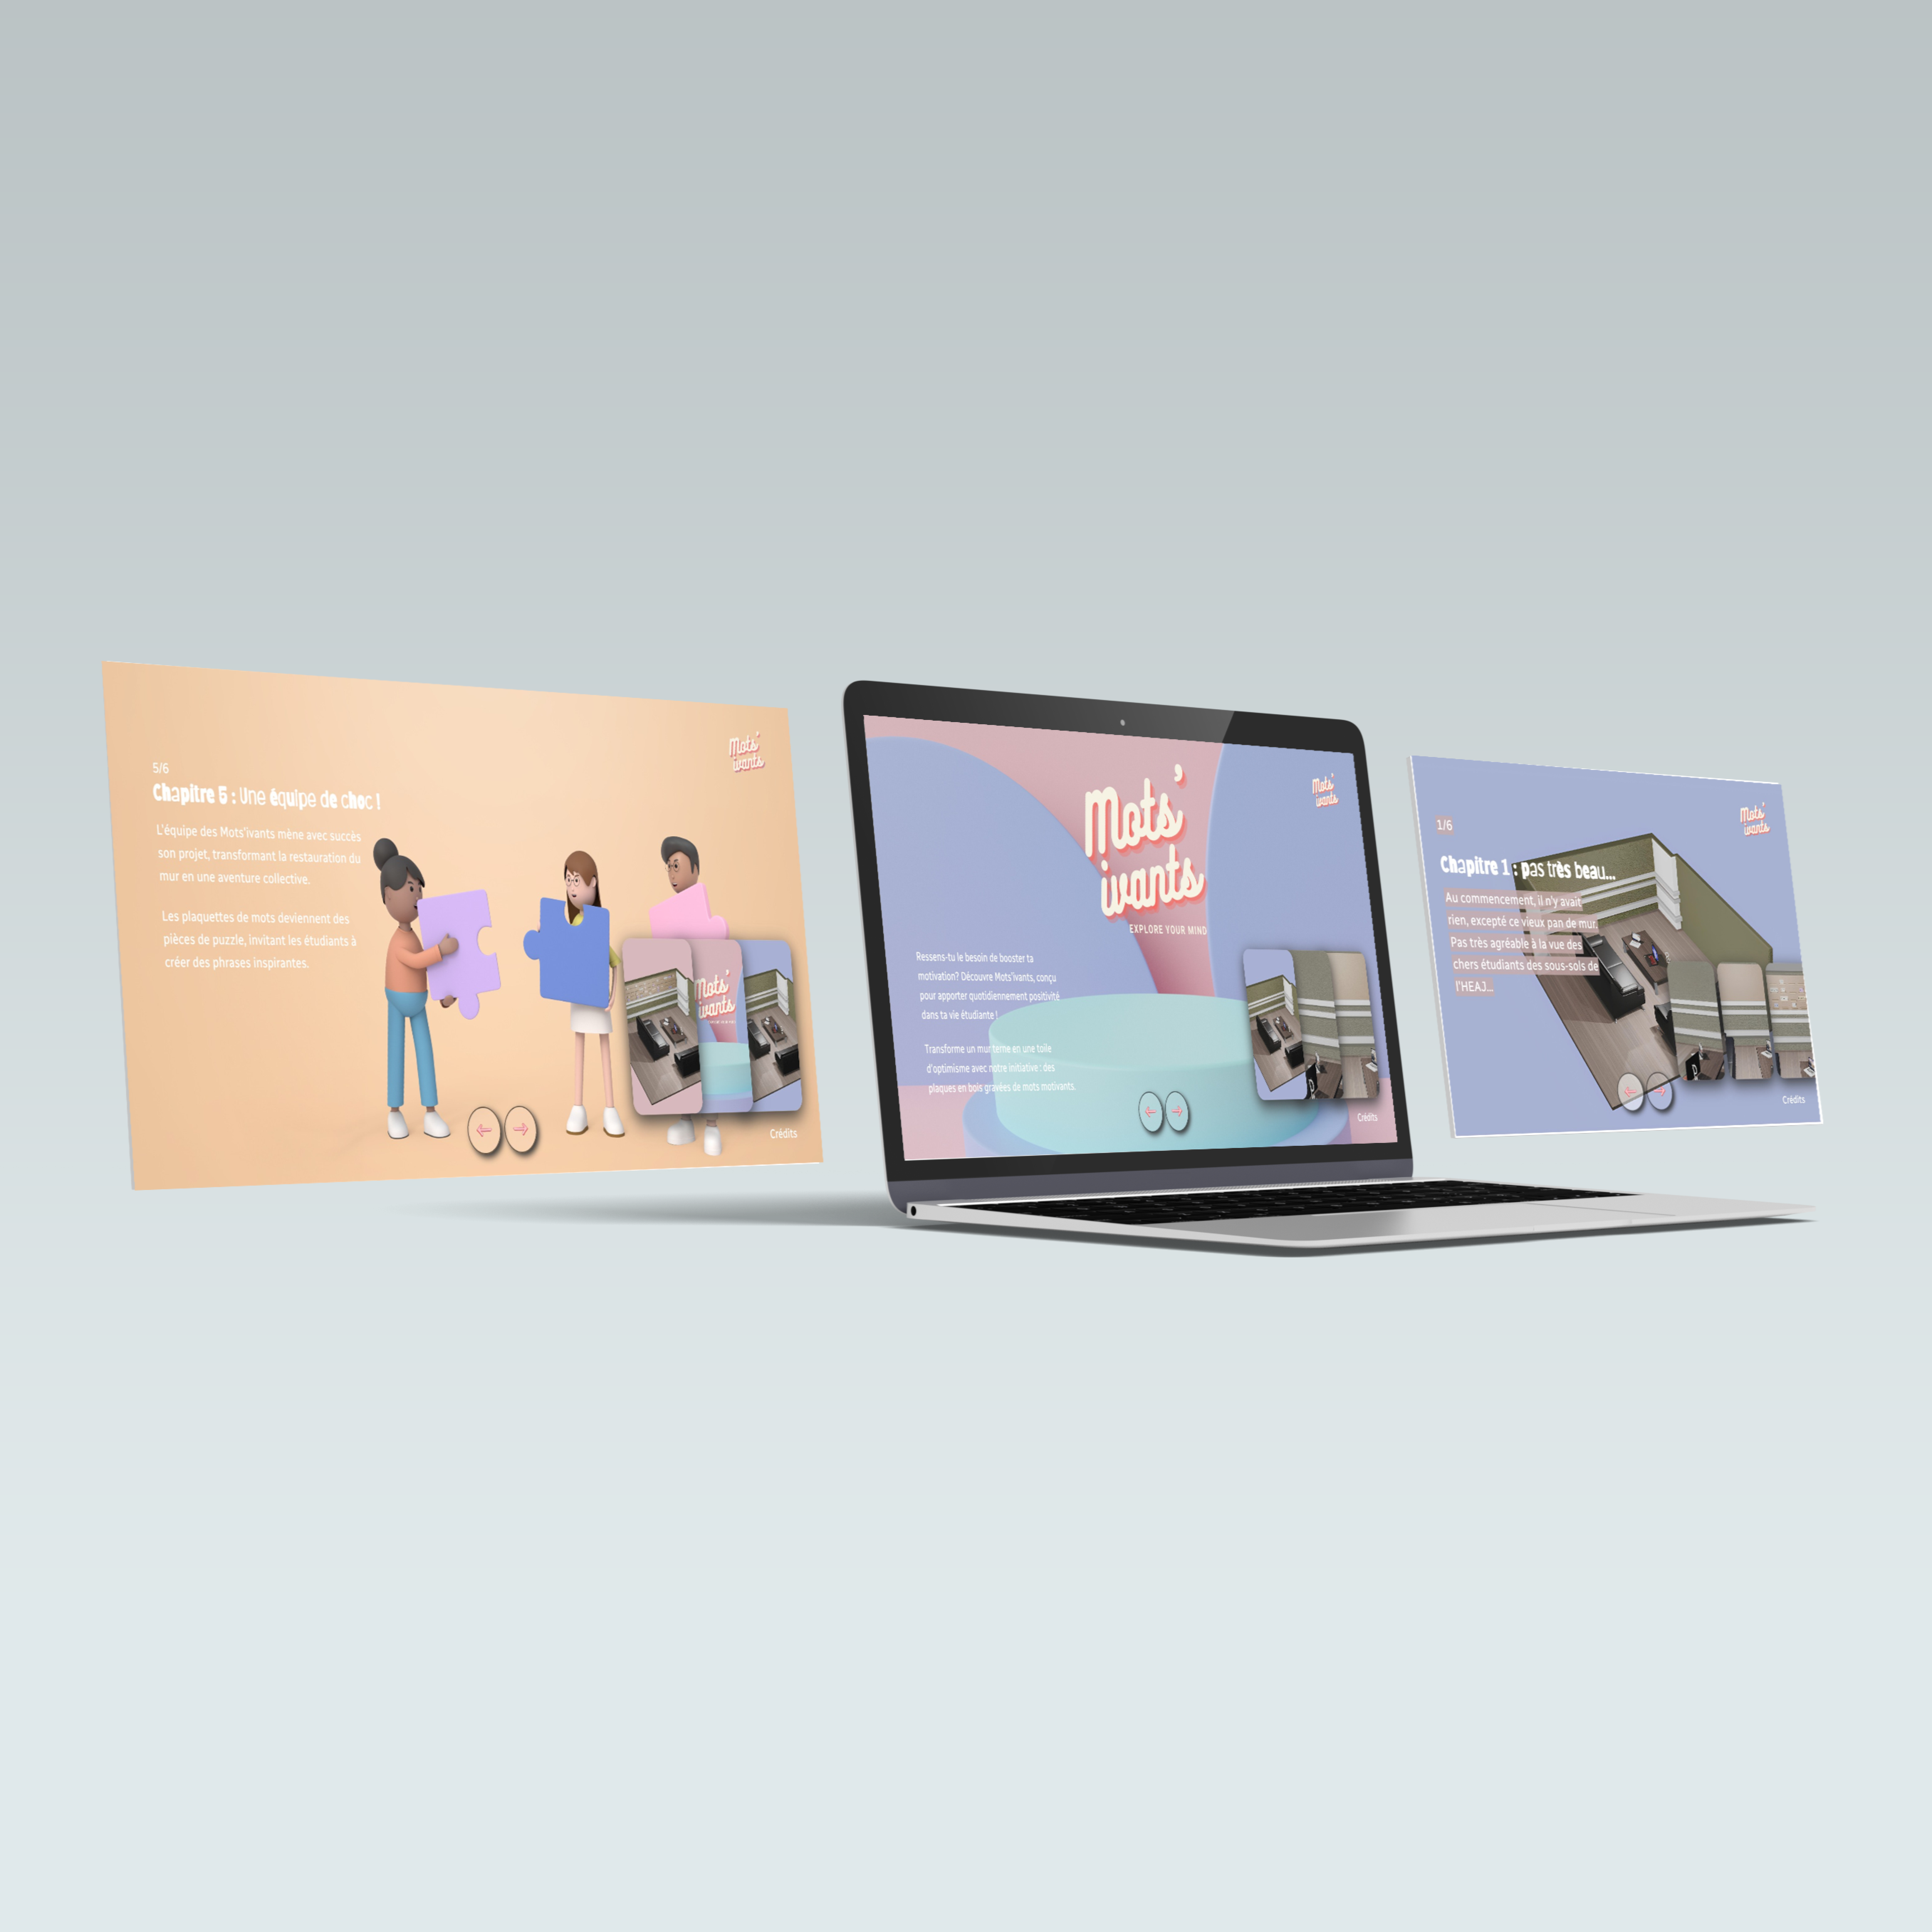 Mots'
wants
5/6
Chapitre 5 : Une équipe de choc !
L'équipe des Mots'ivants mène avec succès
son projet, transformant la restauration du
mur en une aventure collective.
Les plaquettes de mots deviennent des
pièces de puzzle, invitant les étudiants à
créer des phrases inspirantes.
Mots'
ivants
Crédits
Mots'
ivants
Mots'
ivants
EXPLORE YOUR MIND
Ressens-tu le besoin de booster ta
motivation? Découvre Mots'ivants, conçu
pour apporter quotidiennement positivité
dans ta vie étudiante !
Transforme un mur terne en une toile
d'optimisme avec notre initiative : des
plaques en bois gravées de mots motivants.
Crédits
Mots'
ivants
1/6
Chapitre 1 : pas très beau...
Au commencement, il n'y avait
rien, excepté ce vieux pan de mur.
Pas très agréable à la vue des
chers étudiants des sous-sols de
l'HEAJ...
Crédits